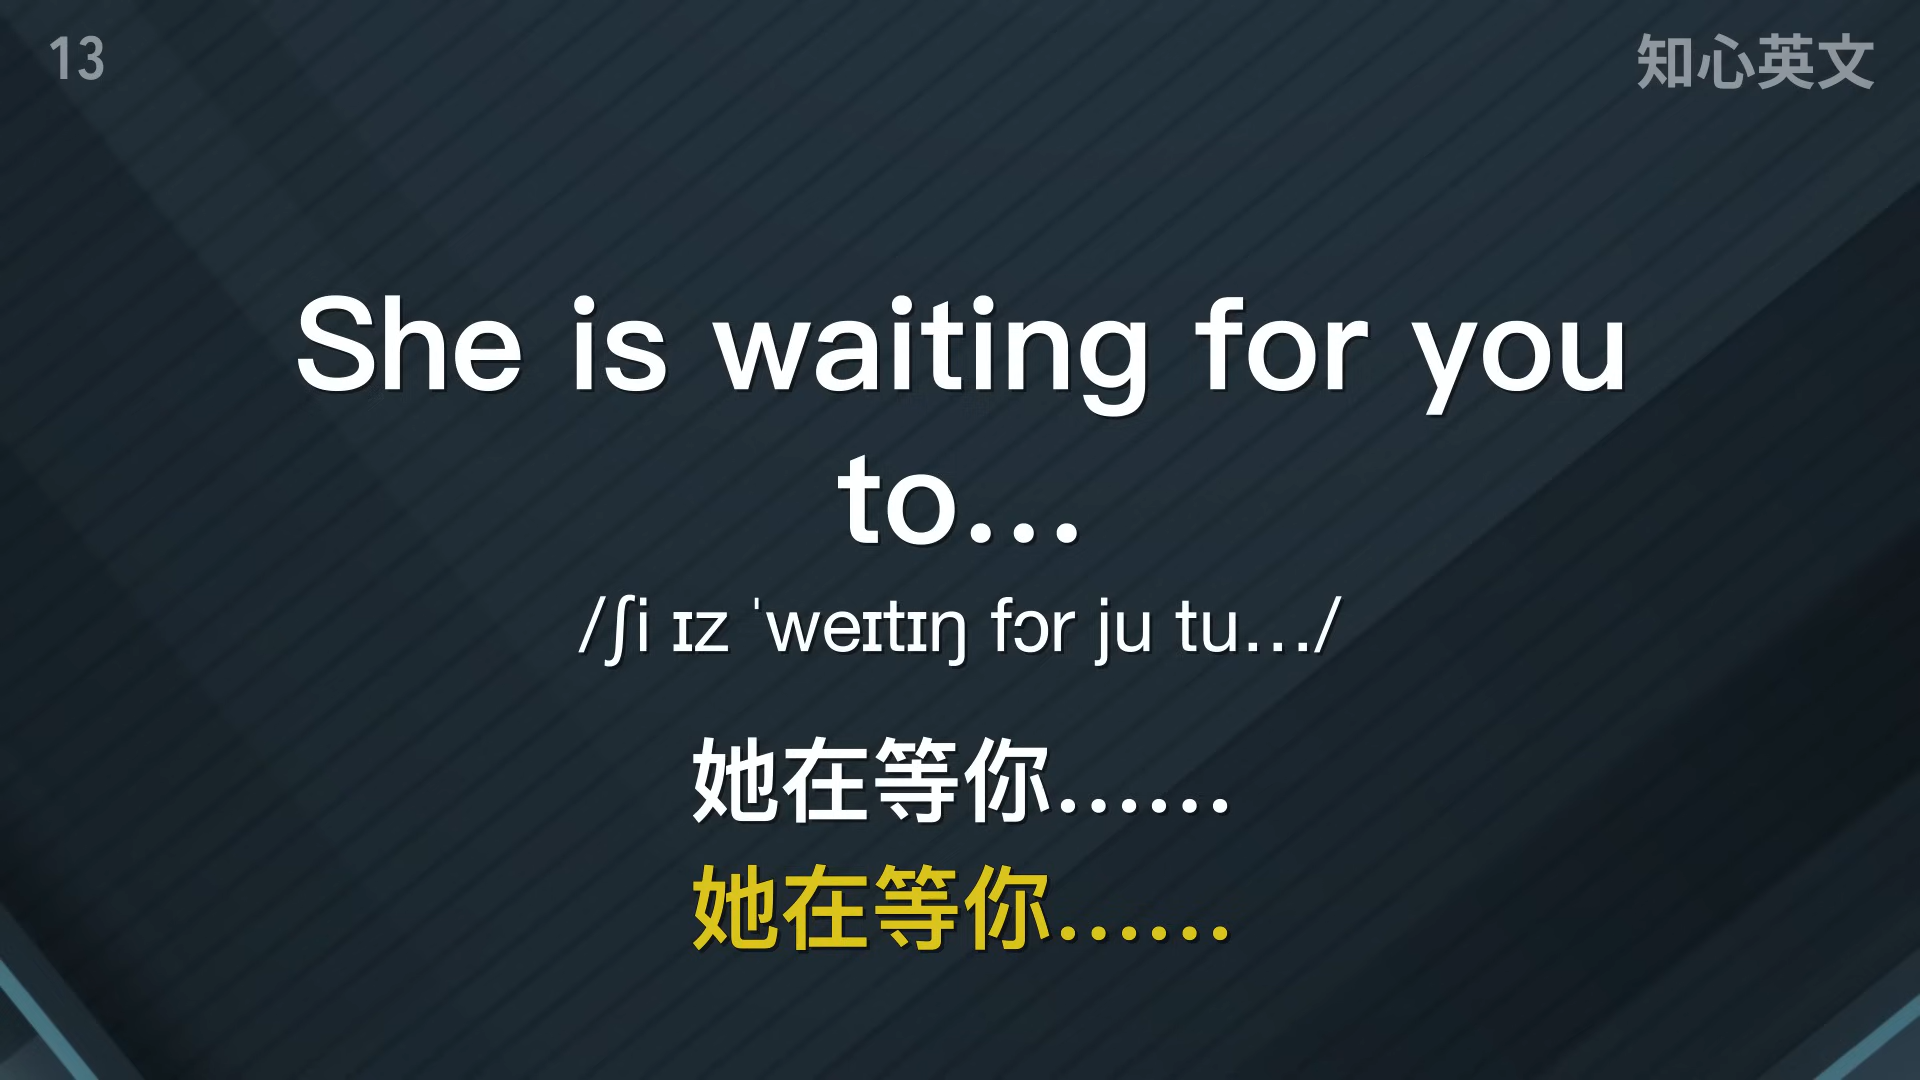 13
知心英文
She is waiting for you
to...
/ʃi ɪz ˈweɪtɪŋ fɔr ju tu.../
她在等你......
她在等你......